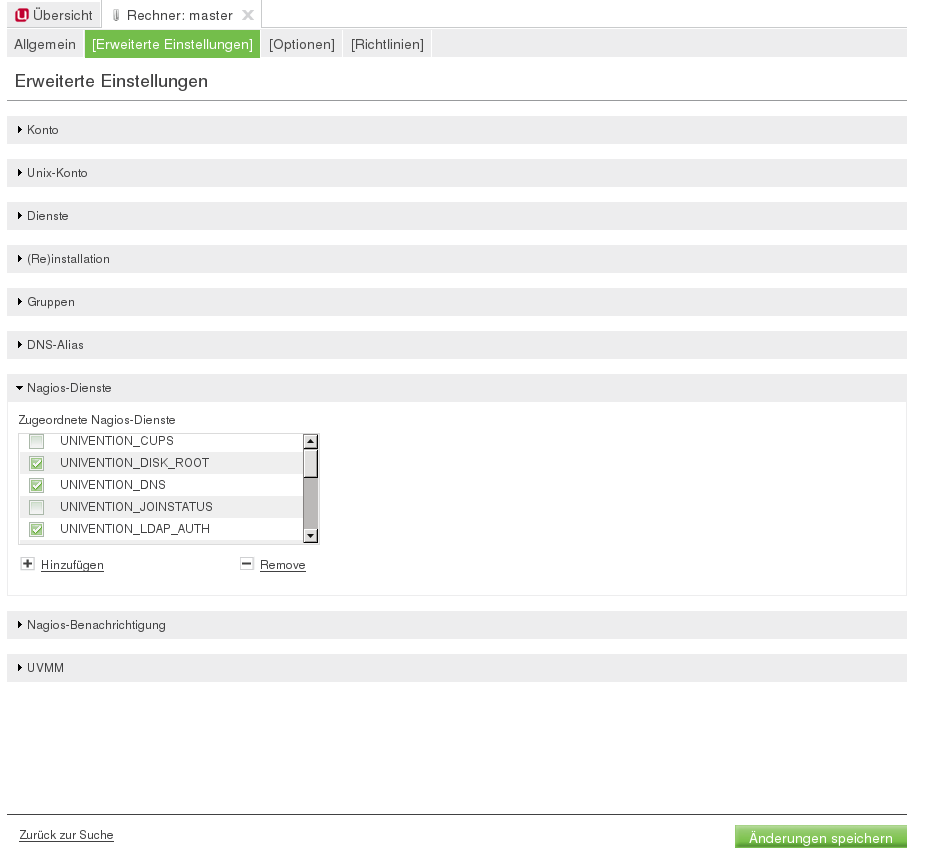 Übersicht Rechner: master
Allgemein [Erweiterte Einstellungen] [Optionen] [Richtlinien]
Erweiterte Einstellungen
Konto
Unix-Konto
Dienste
(Re)installation
Gruppen
DNS-Alias
Nagios-Dienste
Zugeordnete Nagios-Dienste
UNIVENTION_CUPS
UNIVENTION_DISK_ROOT
UNIVENTION_DNS
UNIVENTION_JOINSTATUS
UNIVENTION_LDAP_AUTH
Hinzufügen Remove
Nagios-Benachrichtigung
UVMM
Zurück zur Suche Änderungen speichern